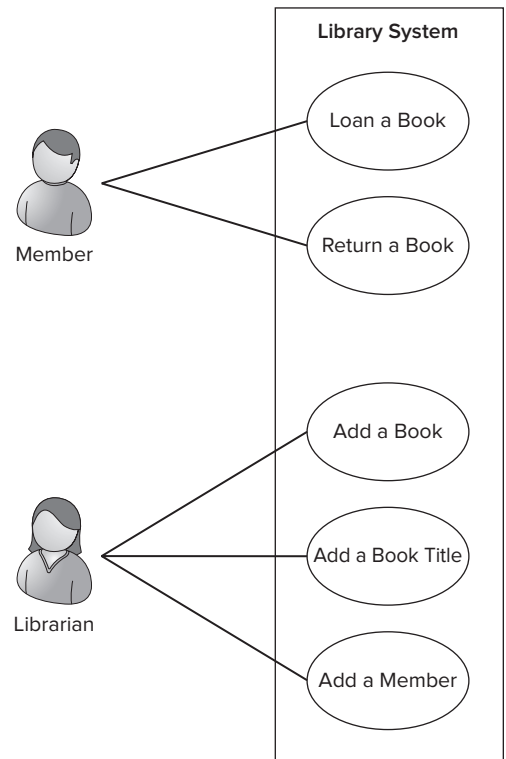 Library System
Loan a Book
Return a Book
Member
Add a Book
Add a Book Title
Add a Member
Librarian